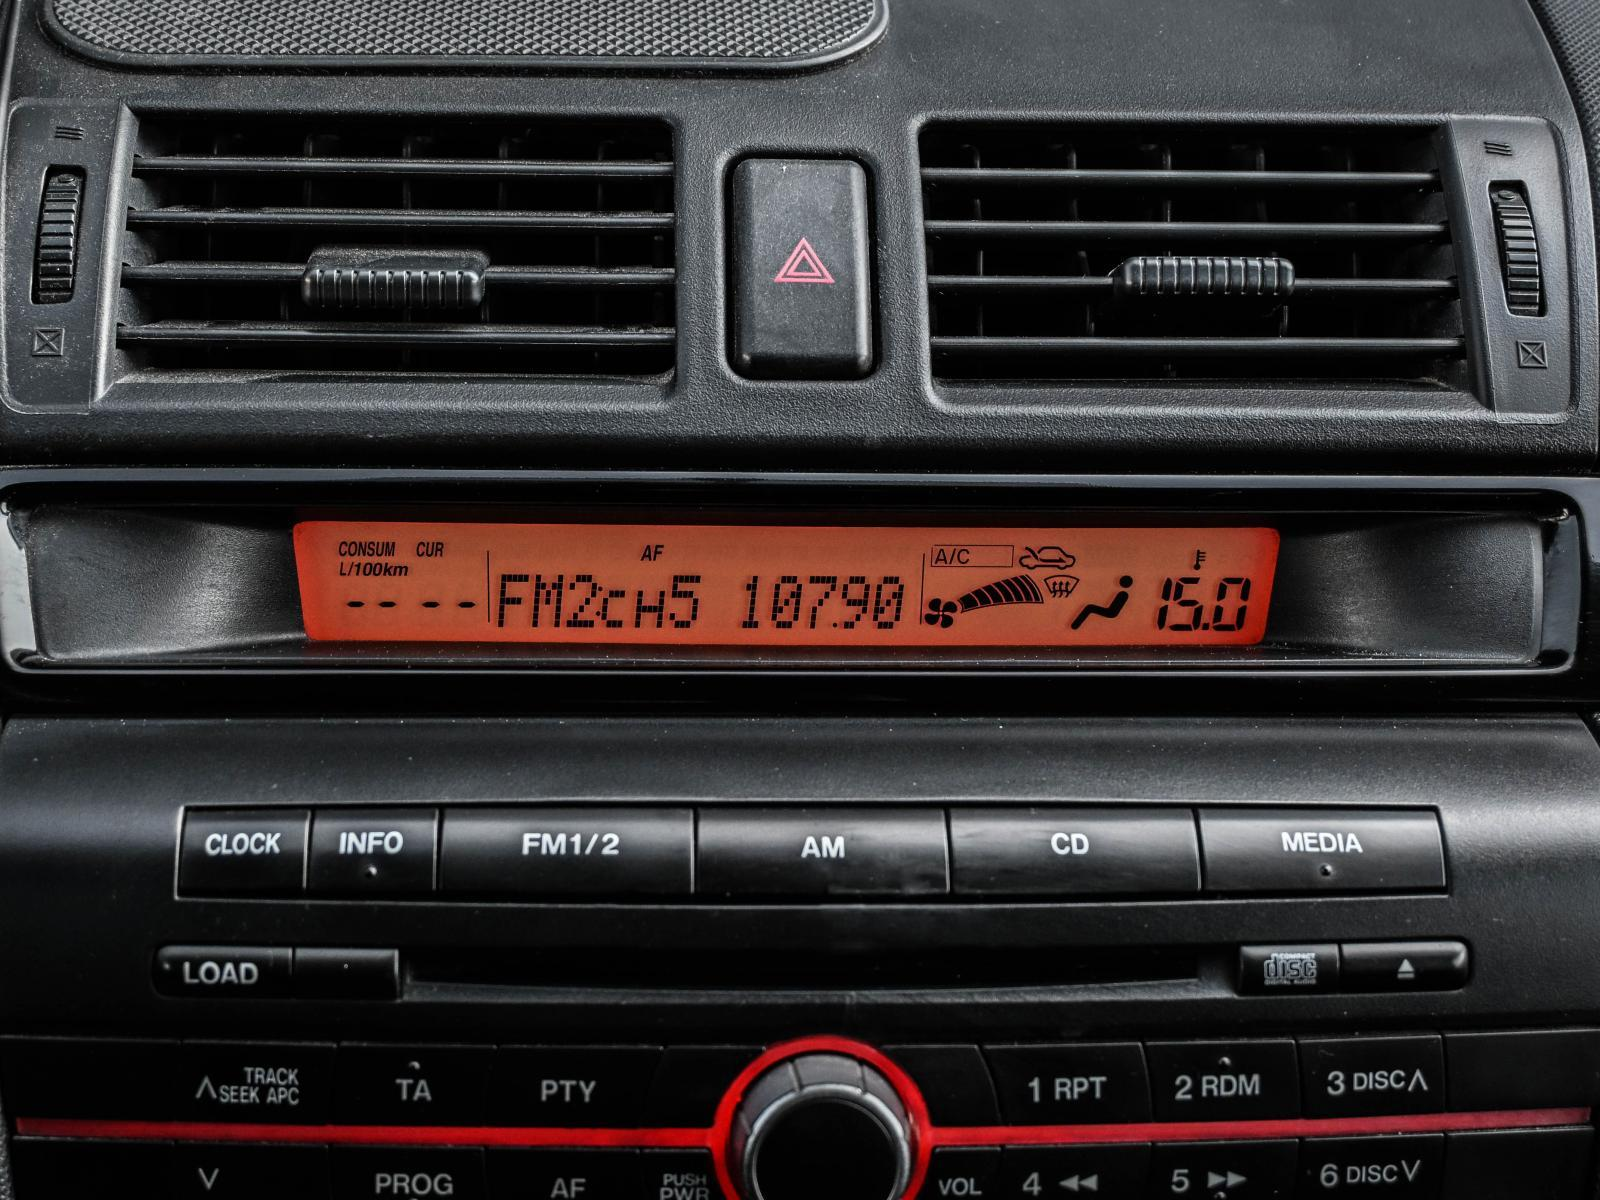 CONSUM CUR AF A/C
L/100km
-- -- FM2CH5 107.90 15.0
CLOCK INFO FM1/2 AM CD MEDIA
LOAD COMPACT disc DIGITAL AUDIO
TRACK
SEEK APC TA PTY 1 RPT 2 RDM 3 DISC
PROG AF PUSH PWR VOL 4 5 6 DISC